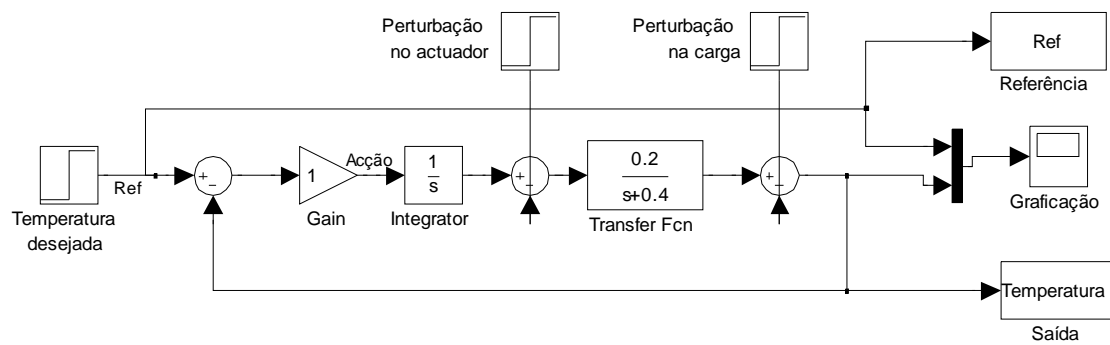 Perturbação
no actuador
Perturbação
na carga
Ref
Referência
Ref
+
−
1
Acção
1
s
+
−
0.2
s+0.4
+
−
Temperatura
desejada
Gain
Integrator
Transfer Fcn
Graficação
Temperatura
Saída